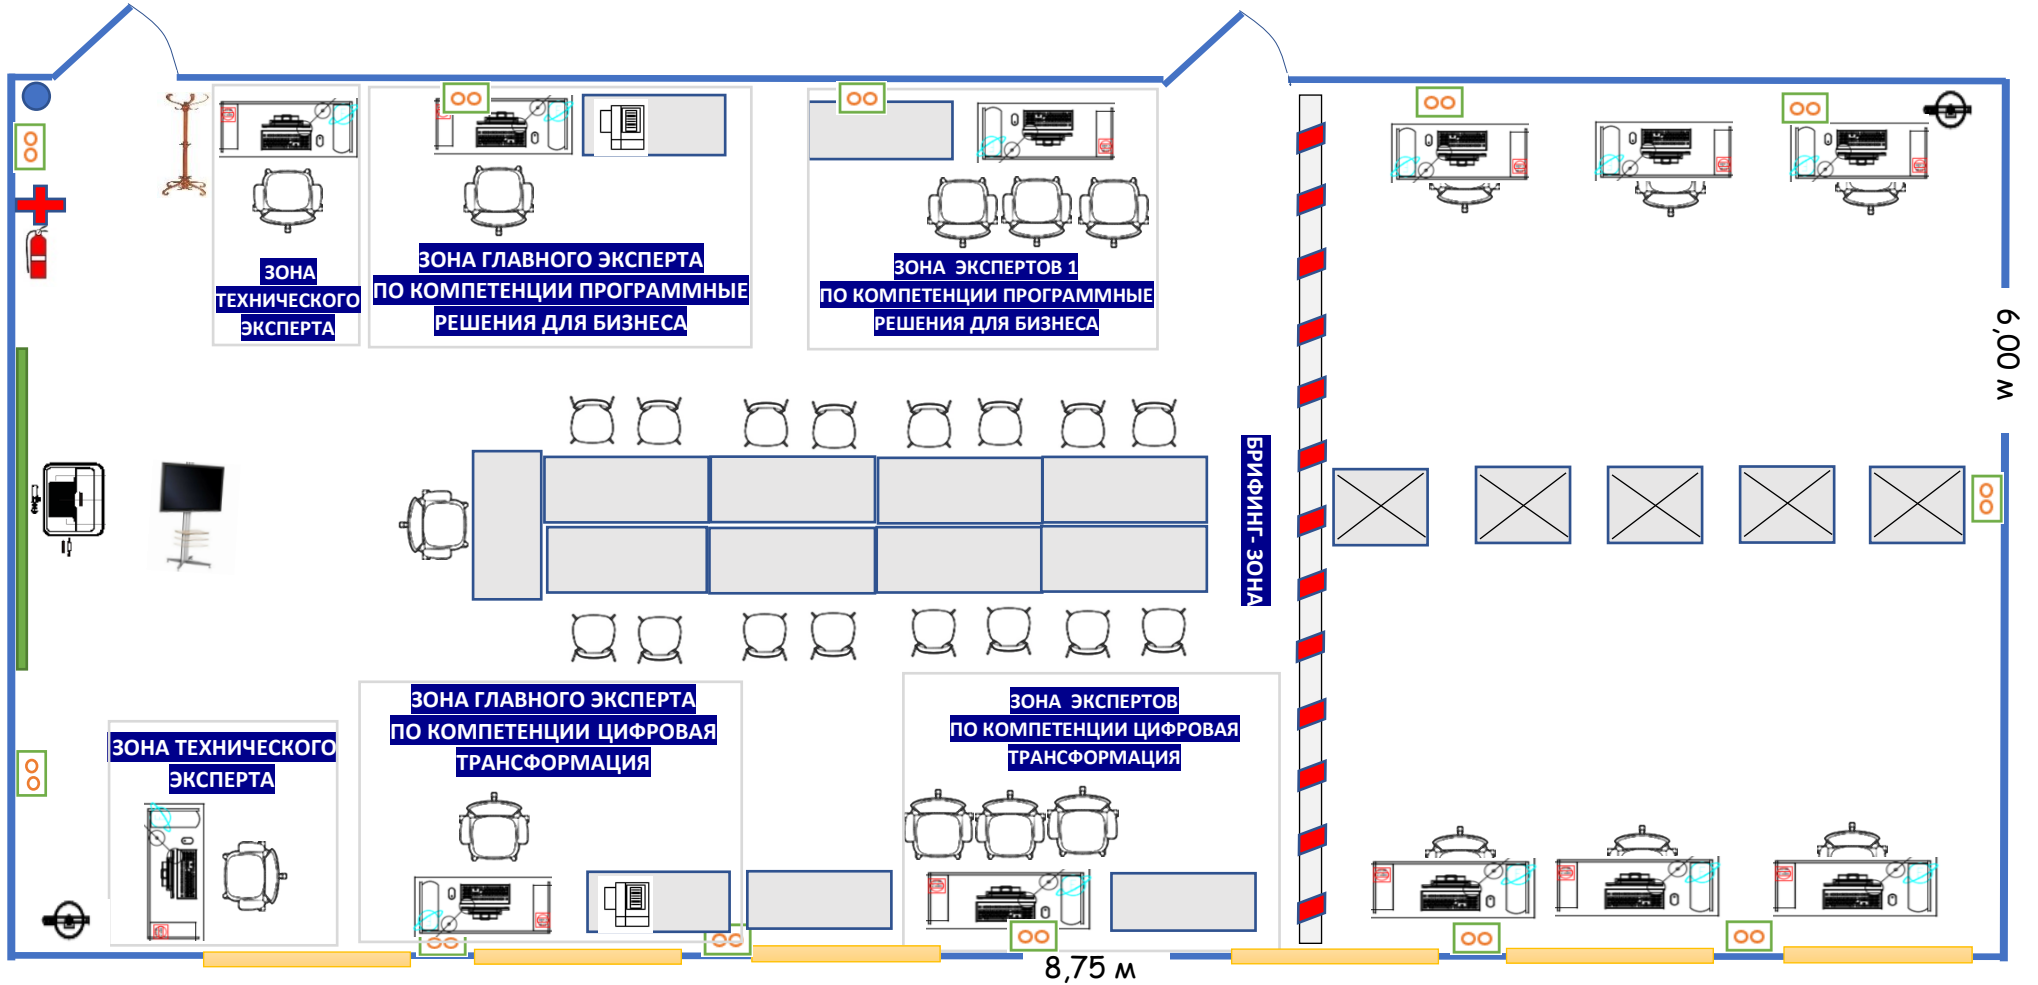 ЗОНА
ТЕХНИЧЕСКОГО
ЭКСПЕРТА
ЗОНА ГЛАВНОГО ЭКСПЕРТА
ПО КОМПЕТЕНЦИИ ПРОГРАММНЫЕ
РЕШЕНИЯ ДЛЯ БИЗНЕСА
ЗОНА ЭКСПЕРТОВ 1
ПО КОМПЕТЕНЦИИ ПРОГРАММНЫЕ
РЕШЕНИЯ ДЛЯ БИЗНЕСА
6,00 м
БРИФИНГ- ЗОНА
ЗОНА ТЕХНИЧЕСКОГО
ЭКСПЕРТА
ЗОНА ГЛАВНОГО ЭКСПЕРТА
ПО КОМПЕТЕНЦИИ ЦИФРОВАЯ
ТРАНСФОРМАЦИЯ
ЗОНА ЭКСПЕРТОВ
ПО КОМПЕТЕНЦИИ ЦИФРОВАЯ
ТРАНСФОРМАЦИЯ
8,75 м